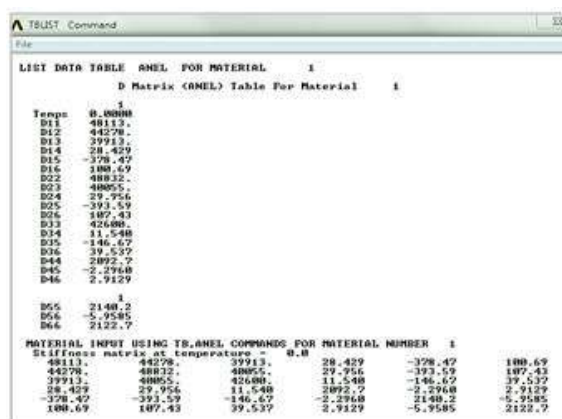 TBLIST Command
File
LIST DATA TABLE ANEL FOR MATERIAL 1
D Matrix (ANEL) Table For Material 1
1
Temps 0.0000
D11 48113.
D12 44278.
D13 39913.
D14 28.429
D15 -378.47
D16 100.69
D22 48832.
D23 40055.
D24 29.956
D25 -393.59
D26 107.43
D33 42600.
D34 11.540
D35 -146.67
D36 39.537
D44 2092.7
D45 -2.2960
D46 2.9129
1
D55 2140.2
D56 -5.9585
D66 2122.7
MATERIAL INPUT USING TB,ANEL COMMANDS FOR MATERIAL NUMBER 1
Stiffness matrix at temperature = 0.0
48113. 44278. 39913. 28.429 -378.47 100.69
44278. 48832. 40055. 29.956 -393.59 107.43
39913. 40055. 42600. 11.540 -146.67 39.537
28.429 29.956 11.540 2092.7 -2.2960 2.9129
-378.47 -393.59 -146.67 -2.2960 2140.2 -5.9585
100.69 107.43 39.537 2.9129 -5.9585 2122.7